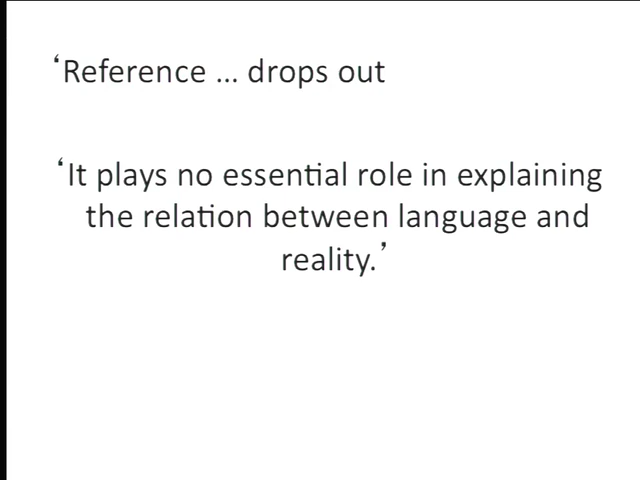 ‘Reference ... drops out
‘It plays no essential role in explaining
the relation between language and
reality.’